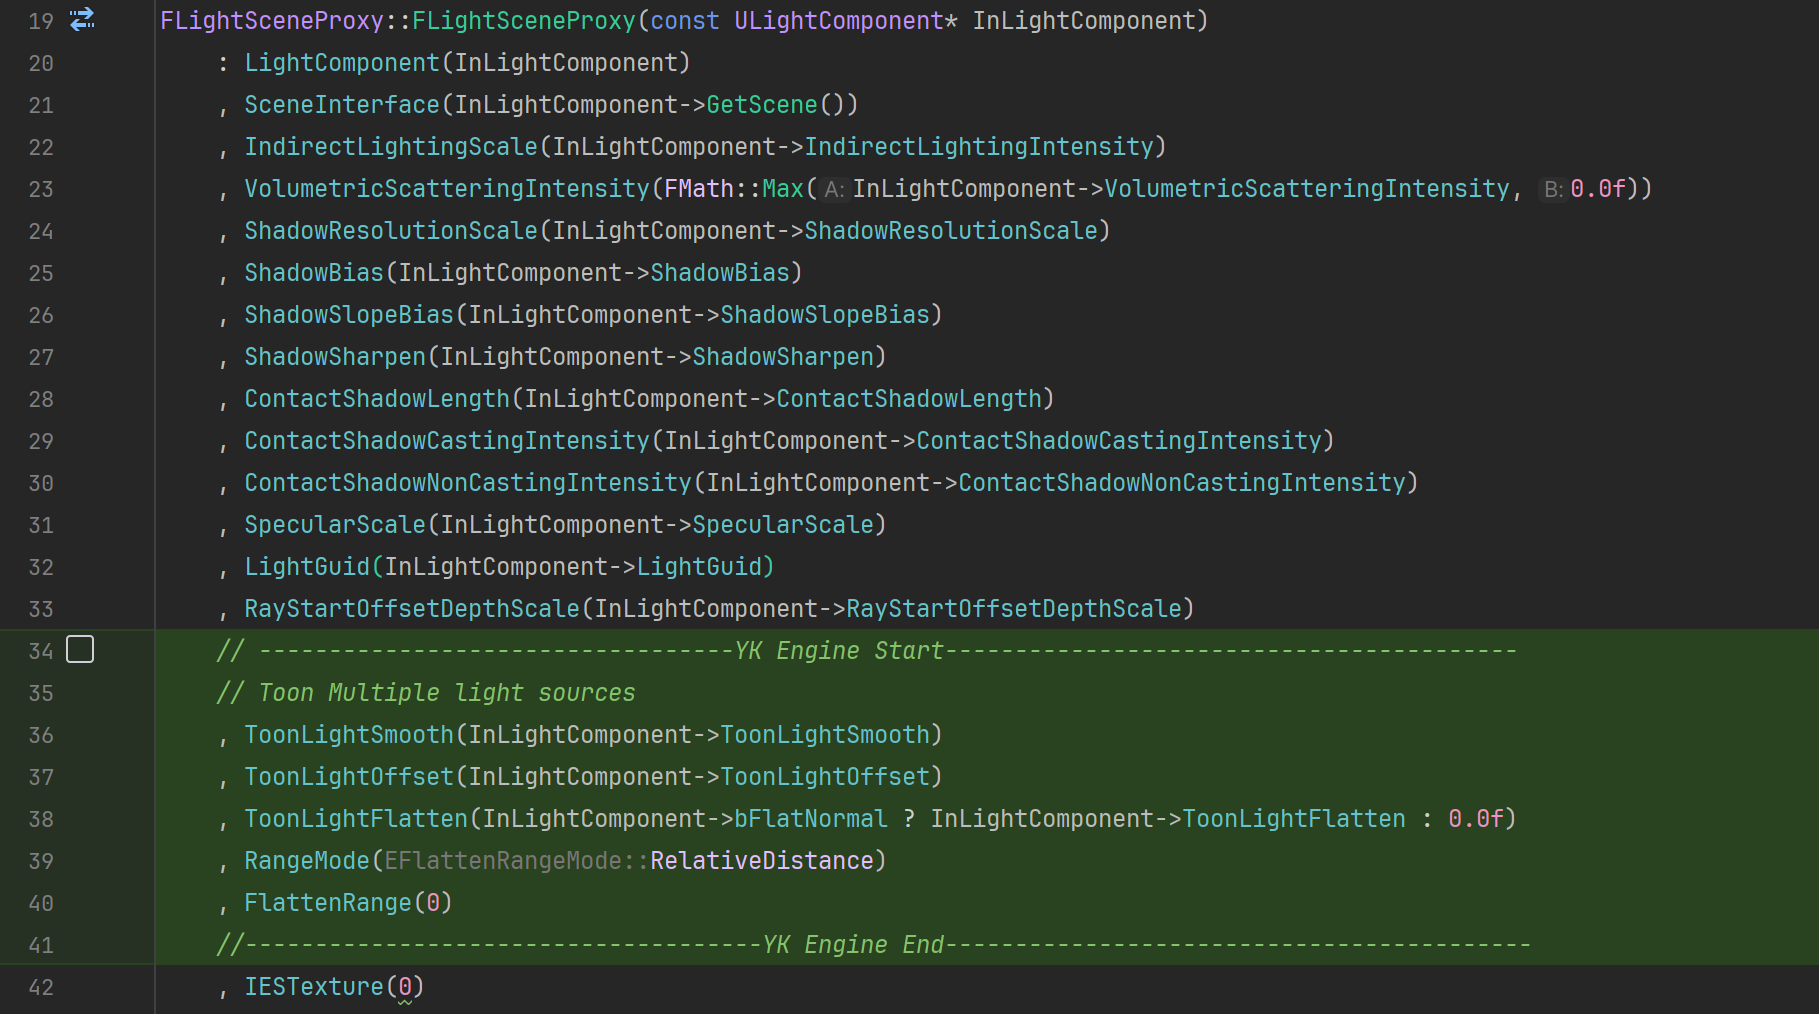 19 FLightSceneProxy::FLightSceneProxy(const ULightComponent* InLightComponent)
20 : LightComponent(InLightComponent)
21 , SceneInterface(InLightComponent->GetScene())
22 , IndirectLightingScale(InLightComponent->IndirectLightingIntensity)
23 , VolumetricScatteringIntensity(FMath::Max( A: InLightComponent->VolumetricScatteringIntensity, B: 0.0f))
24 , ShadowResolutionScale(InLightComponent->ShadowResolutionScale)
25 , ShadowBias(InLightComponent->ShadowBias)
26 , ShadowSlopeBias(InLightComponent->ShadowSlopeBias)
27 , ShadowSharpen(InLightComponent->ShadowSharpen)
28 , ContactShadowLength(InLightComponent->ContactShadowLength)
29 , ContactShadowCastingIntensity(InLightComponent->ContactShadowCastingIntensity)
30 , ContactShadowNonCastingIntensity(InLightComponent->ContactShadowNonCastingIntensity)
31 , SpecularScale(InLightComponent->SpecularScale)
32 , LightGuid(InLightComponent->LightGuid)
33 , RayStartOffsetDepthScale(InLightComponent->RayStartOffsetDepthScale)
34 // ----------------------------------YK Engine Start-----------------------------------------
35 // Toon Multiple light sources
36 , ToonLightSmooth(InLightComponent->ToonLightSmooth)
37 , ToonLightOffset(InLightComponent->ToonLightOffset)
38 , ToonLightFlatten(InLightComponent->bFlatNormal ? InLightComponent->ToonLightFlatten : 0.0f)
39 , RangeMode(EFlattenRangeMode::RelativeDistance)
40 , FlattenRange(0)
41 //-------------------------------------YK Engine End------------------------------------------
42 , IESTexture(0)